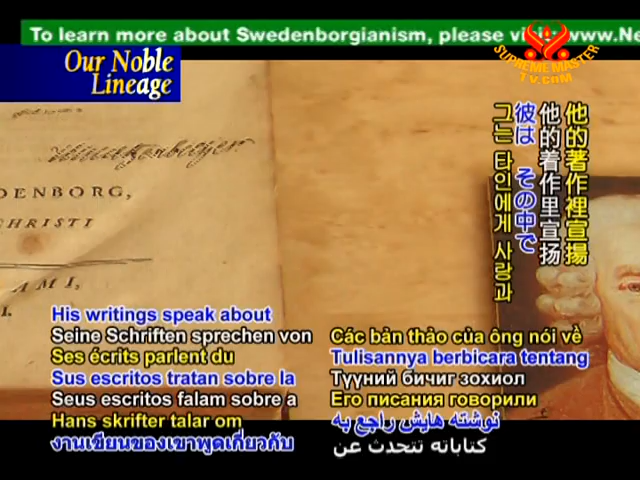 To learn more about Swedenborgianism, please visit www.Ne
SUPREME MASTER
TV.com
Our Noble
Lineage
DENBORG,
CHRISTI
AMI,
他的著作裡宣揚
他的着作里宣扬
彼は その中で
그는 타인에게 사랑과
His writings speak about
Seine Schriften sprechen von
Ses écrits parlent du
Sus escritos tratan sobre la
Seus escritos falam sobre a
Hans skrifter talar om
งานเขียนของเขาพูดเกี่ยวกับ
Các bản thảo của ông nói về
Tulisannya berbicara tentang
Түүний бичиг зохиол
Его писания говорили
نوشته هایش راجع به
كتاباته تتحدث عن